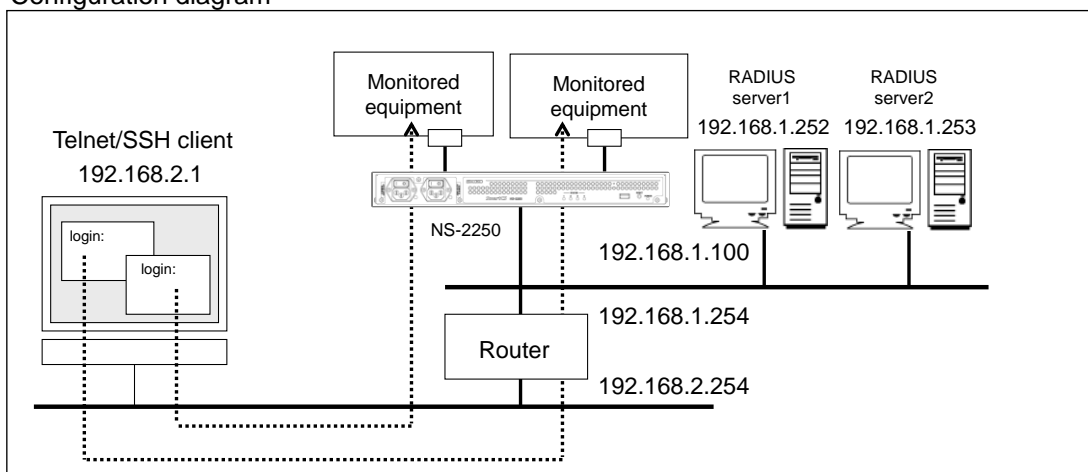 Configuration diagram
Monitored
equipment
Monitored
equipment
RADIUS
server1
192.168.1.252
RADIUS
server2
192.168.1.253
Telnet/SSH client
192.168.2.1
login:
login:
NS-2250
192.168.1.100
192.168.1.254
Router
192.168.2.254